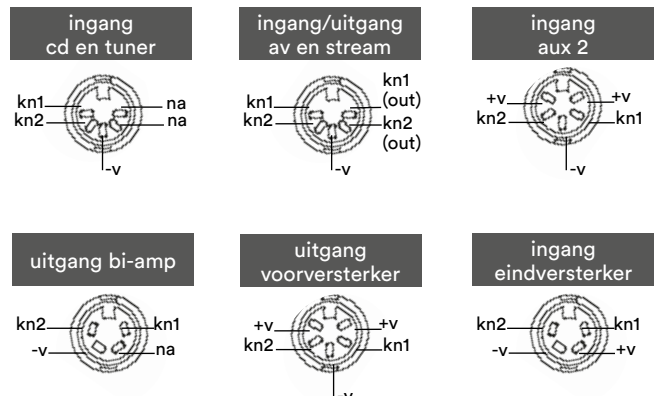 ingang
cd en tuner
kn1
na
kn2
na
-v
ingang/uitgang
av en stream
kn1
kn1
(out)
kn2
kn2
(out)
-v
ingang
aux 2
+v
+v
kn2
kn1
-v
uitgang bi-amp
kn2
kn1
-v
na
uitgang
voorversterker
+v
+v
kn2
kn1
-v
ingang
eindversterker
kn2
kn1
-v
+v